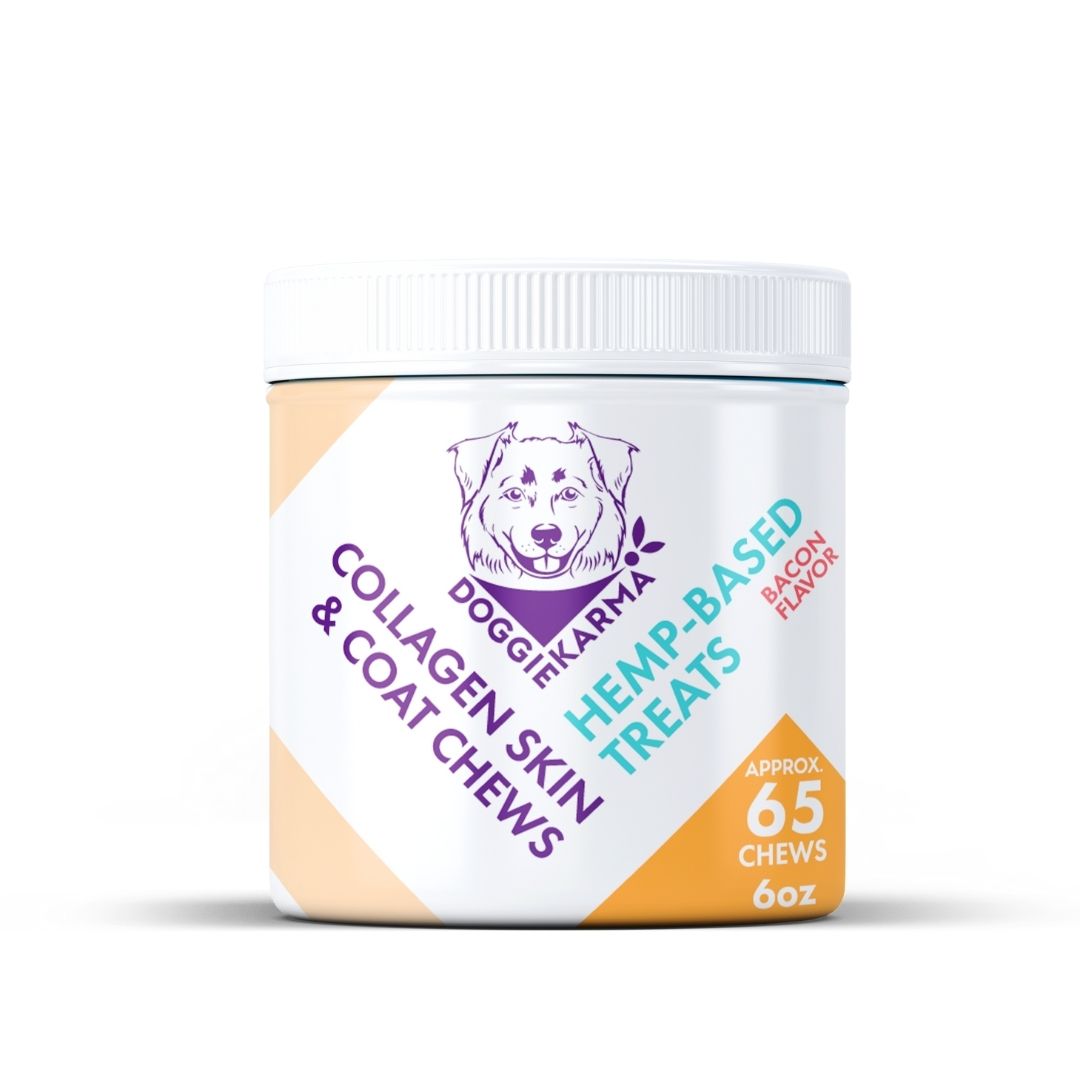 DOGGIE
KARMA
COLLAGEN SKIN
& COAT CHEWS
HEMP-BASED
TREATS
BACON
FLAVOR
APPROX.
65
CHEWS
6oz